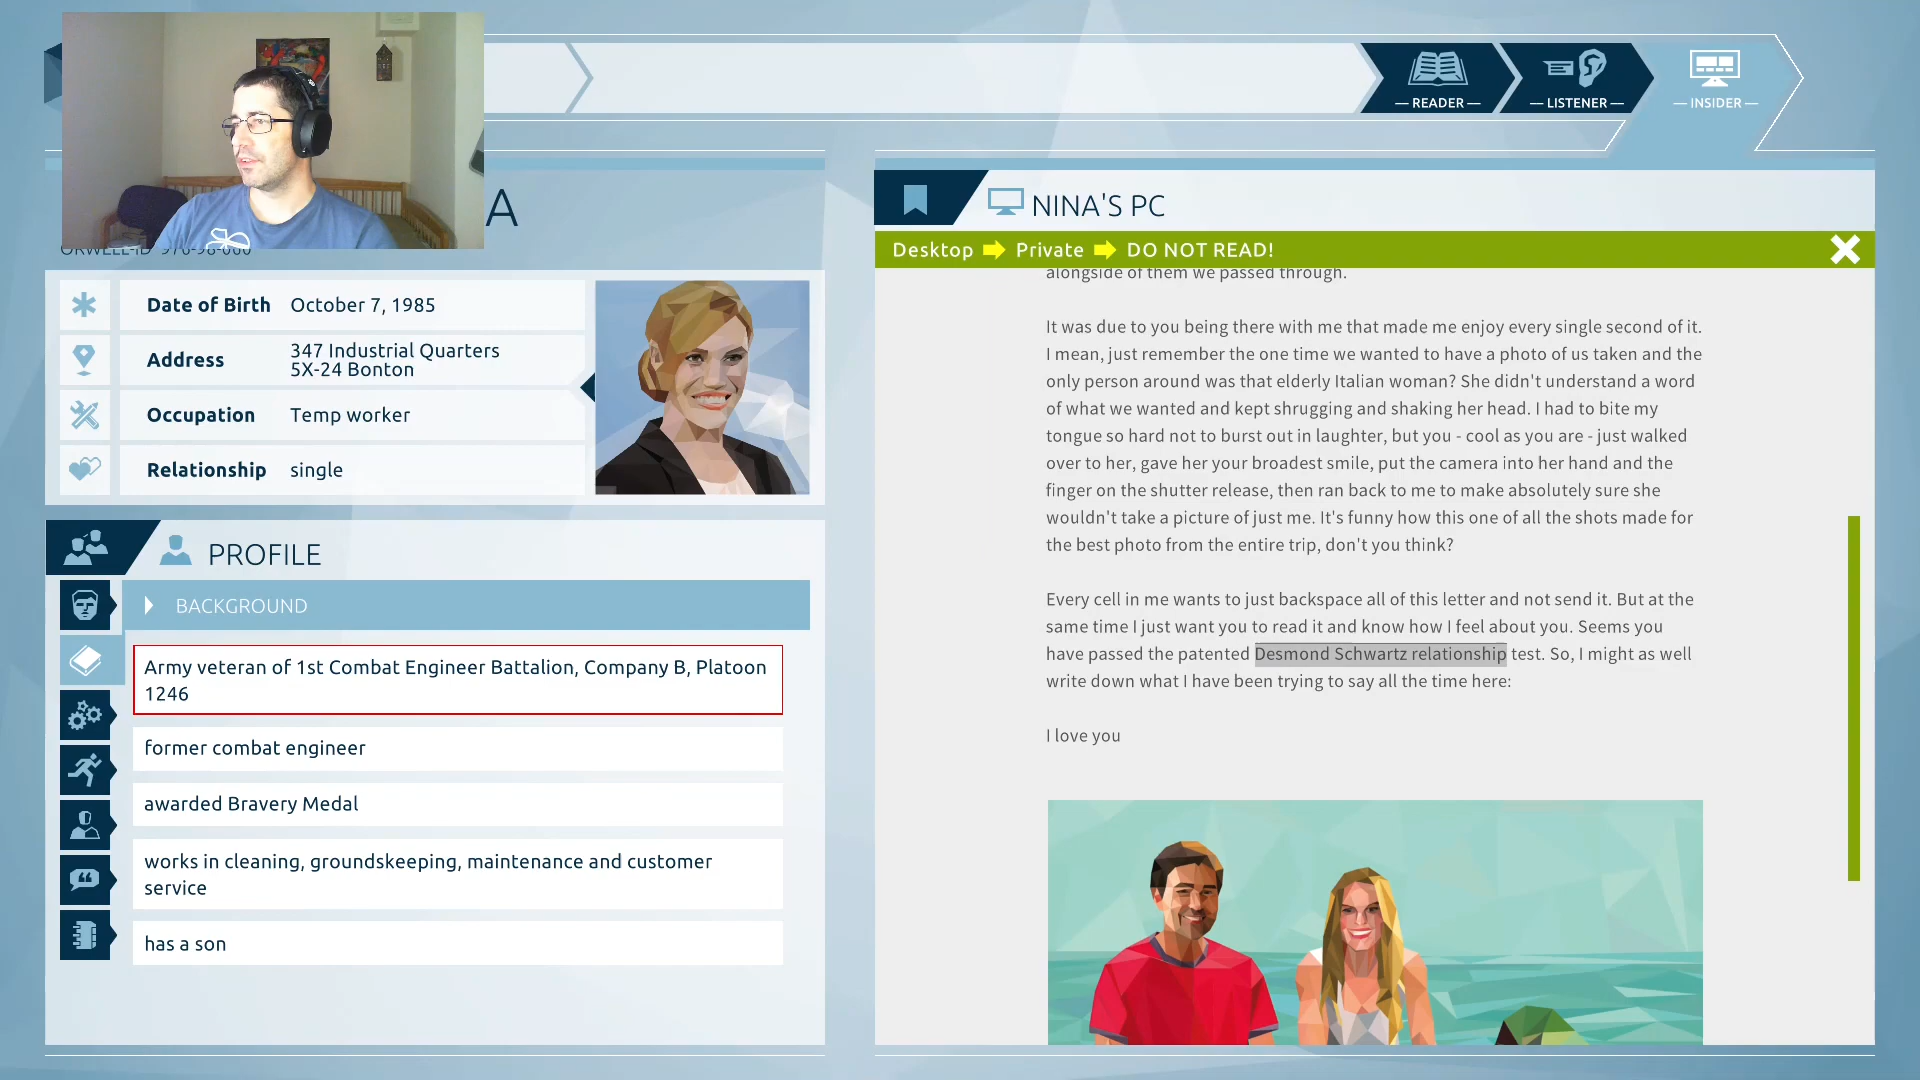 READER
LISTENER
INSIDER
A
NINA'S PC
Desktop Private DO NOT READ!
Date of Birth October 7, 1985
Address 347 Industrial Quarters
5X-24 Bonton
Occupation Temp worker
Relationship single
PROFILE
BACKGROUND
Army veteran of 1st Combat Engineer Battalion, Company B, Platoon
1246
former combat engineer
awarded Bravery Medal
works in cleaning, groundskeeping, maintenance and customer
service
has a son
alongside of them we passed through.
It was due to you being there with me that made me enjoy every single second of it.
I mean, just remember the one time we wanted to have a photo of us taken and the
only person around was that elderly Italian woman? She didn't understand a word
of what we wanted and kept shrugging and shaking her head. I had to bite my
tongue so hard not to burst out in laughter, but you - cool as you are - just walked
over to her, gave her your broadest smile, put the camera into her hand and the
finger on the shutter release, then ran back to me to make absolutely sure she
wouldn't take a picture of just me. It's funny how this one of all the shots made for
the best photo from the entire trip, don't you think?
Every cell in me wants to just backspace all of this letter and not send it. But at the
same time I just want you to read it and know how I feel about you. Seems you
have passed the patented Desmond Schwartz relationship test. So, I might as well
write down what I have been trying to say all the time here:
I love you